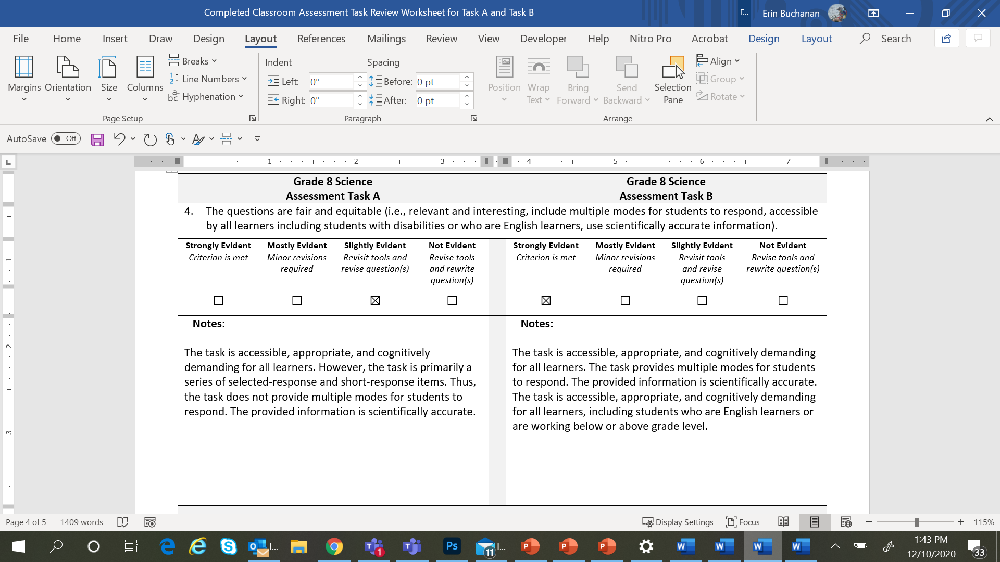 Completed Classroom Assessment Task Review Worksheet for Task A and Task B
T... Erin Buchanan
File Home Insert Draw Design Layout References Mailings Review View Developer Help Nitro Pro Acrobat Design Layout Search
Margins Orientation Size Columns
Breaks
Line Numbers
Hyphenation
Page Setup
Indent Spacing
Left: 0" Before: 0 pt
Right: 0" After: 0 pt
Paragraph
Position Wrap Text Bring Forward Send Backward Selection Pane
Align
Group
Rotate
Arrange
AutoSave Off
1 2 3 4 5 6 7
Grade 8 Science
Assessment Task A
Grade 8 Science
Assessment Task B
4. The questions are fair and equitable (i.e., relevant and interesting, include multiple modes for students to respond, accessible
by all learners including students with disabilities or who are English learners, use scientifically accurate information).
Strongly Evident
Criterion is met
Mostly Evident
Minor revisions
required
Slightly Evident
Revisit tools and
revise question(s)
Not Evident
Revise tools
and rewrite
question(s)
Strongly Evident
Criterion is met
Mostly Evident
Minor revisions
required
Slightly Evident
Revisit tools
and revise
question(s)
Not Evident
Revise tools and
rewrite question(s)
☐ ☐ ☒ ☐ ☒ ☐ ☐ ☐
Notes:
The task is accessible, appropriate, and cognitively
demanding for all learners. However, the task is primarily a
series of selected-response and short-response items. Thus,
the task does not provide multiple modes for students to
respond. The provided information is scientifically accurate.
Notes:
The task is accessible, appropriate, and cognitively demanding
for all learners. The task provides multiple modes for students
to respond. The provided information is scientifically accurate.
The task is accessible, appropriate, and cognitively demanding
for all learners, including students who are English learners or
are working below or above grade level.
1
2
3
Page 4 of 5 1409 words Display Settings Focus 115%
I... Ps 11 I... 1
1:43 PM
12/10/2020
33